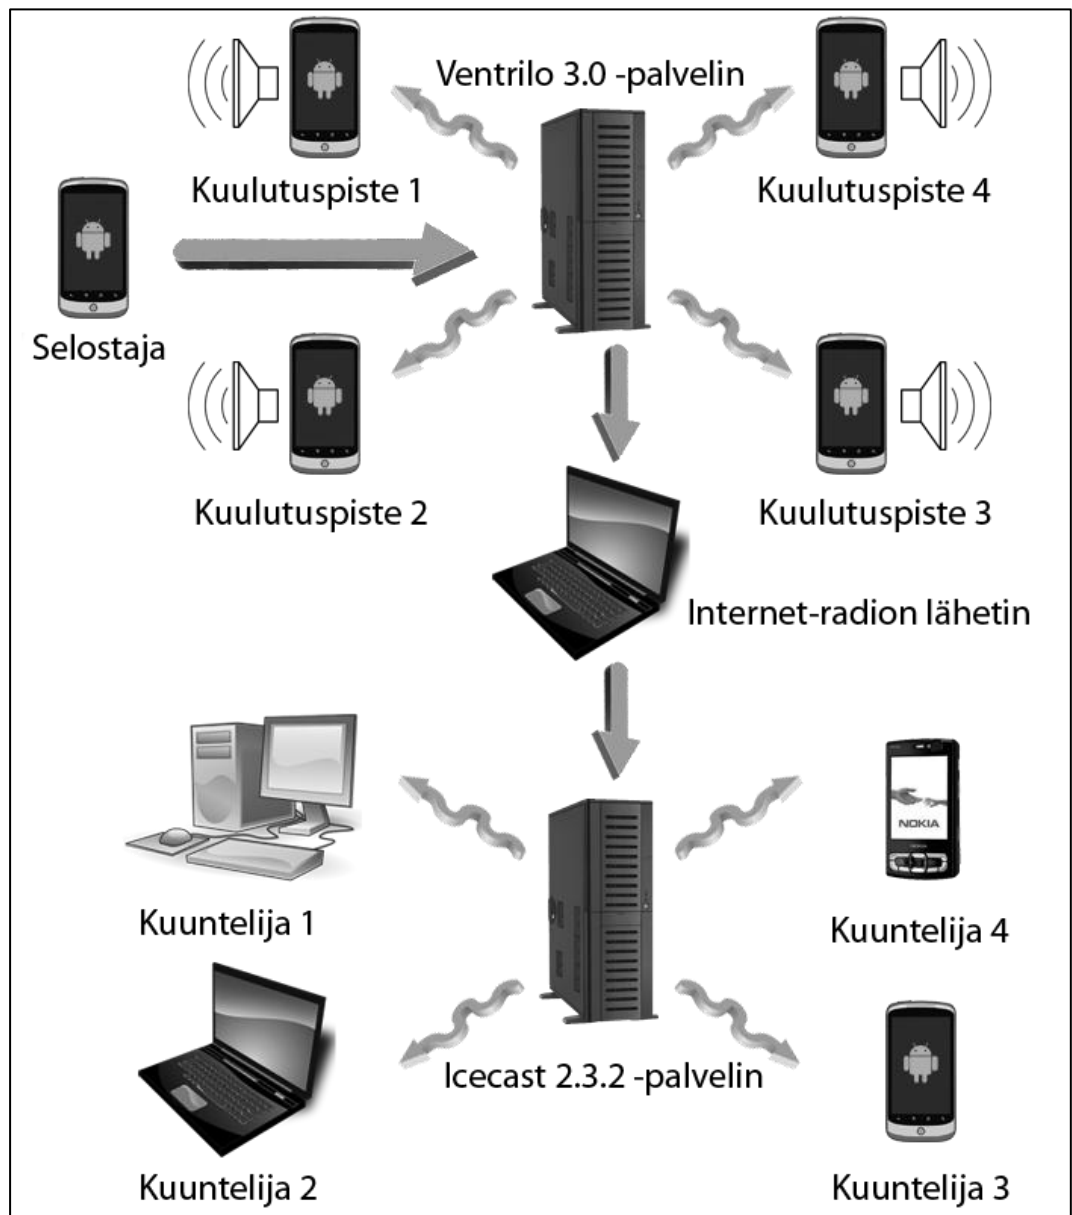 Ventrilo 3.0 -palvelin
Kuulutuspiste 1
Kuulutuspiste 4
Selostaja
Kuulutuspiste 2
Kuulutuspiste 3
Internet-radion lähetin
NOKIA
Kuuntelija 1
Kuuntelija 4
Icecast 2.3.2 -palvelin
Kuuntelija 2
Kuuntelija 3